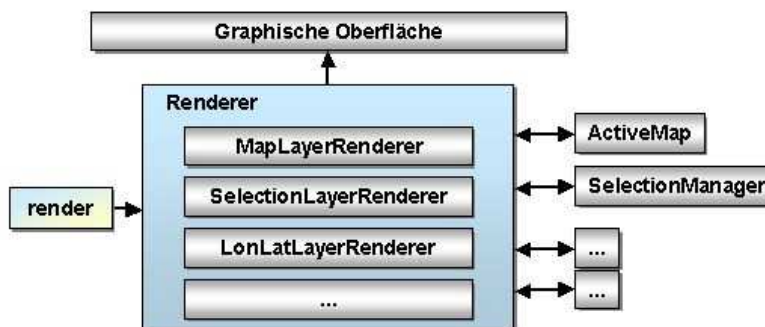 Graphische Oberfläche
Renderer
MapLayerRenderer
ActiveMap
SelectionLayerRenderer
SelectionManager
render
LonLatLayerRenderer
...
...
...